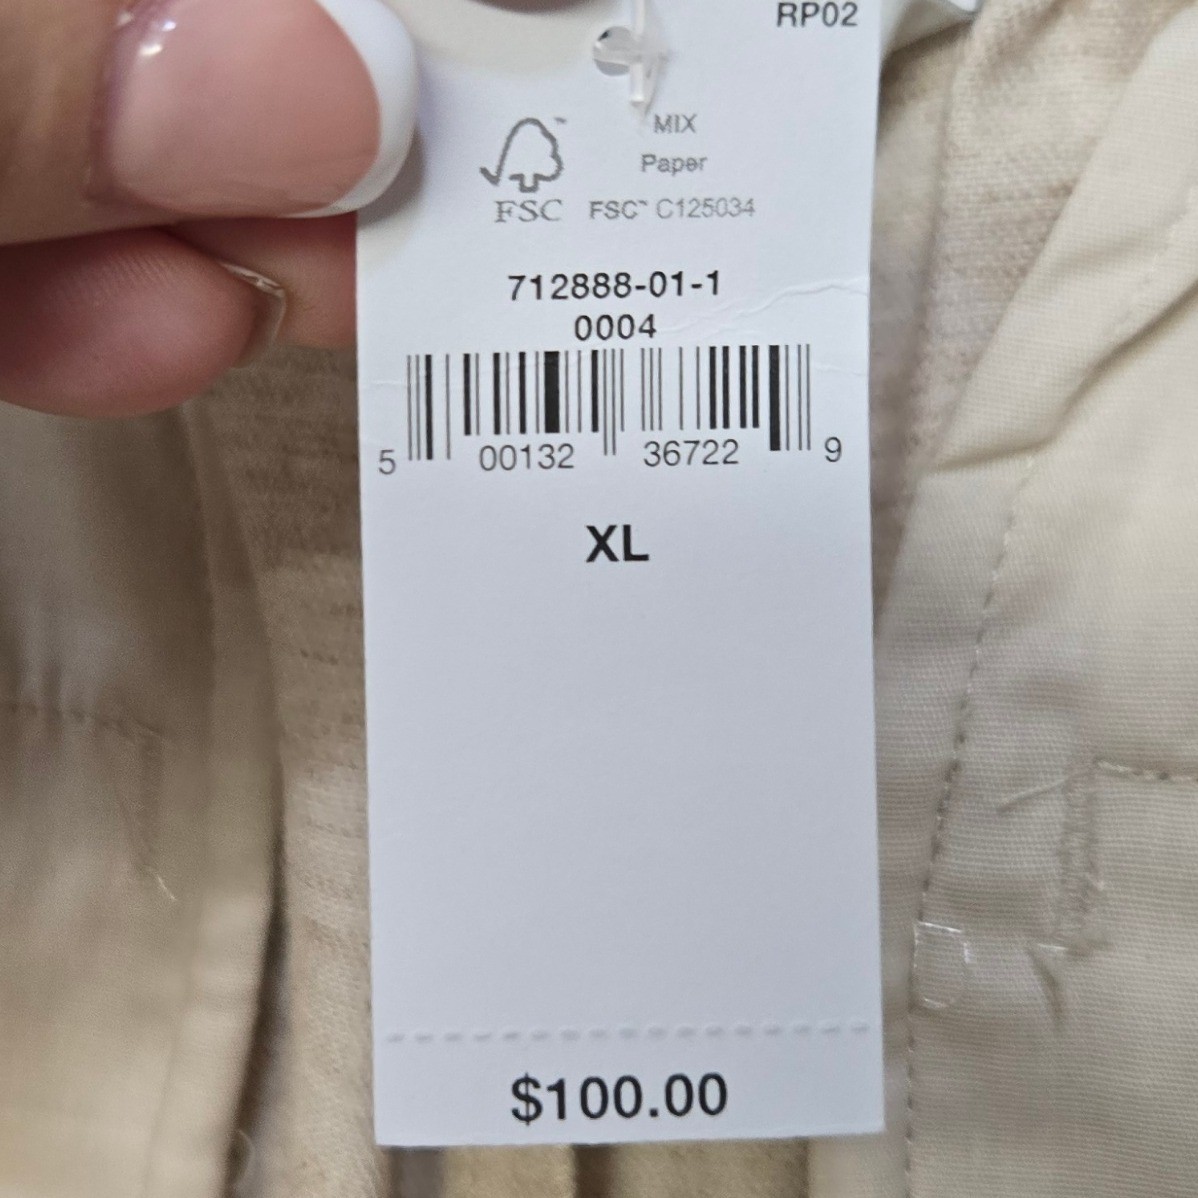 RP02
MIX
Paper
FSC™ C125034
FSC
712888-01-1
0004
5 00132 36722 9
XL
$100.00